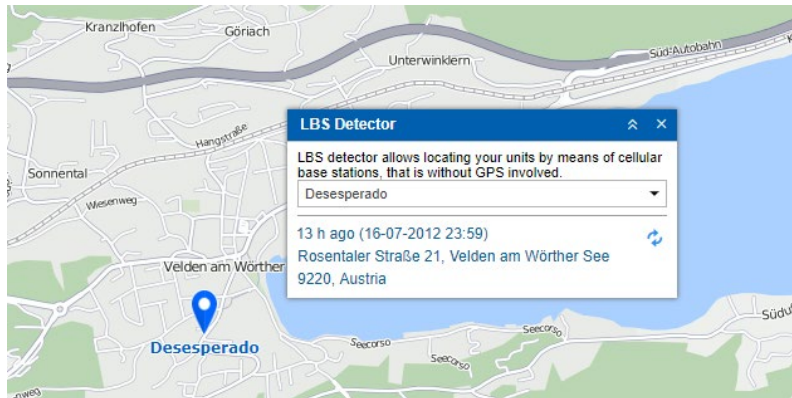 Kranzlhofen
Göriach
Unterwinklern
Süd-Autobahn
Hangstraße
LBS Detector
LBS detector allows locating your units by means of cellular
base stations, that is without GPS involved.
Desesperado
Sonnental
Wiesenweg
13 h ago (16-07-2012 23:59)
Rosentaler Straße 21, Velden am Wörther See
9220, Austria
Velden am Wörther
Desesperado
Seecorso
Seecorso
Seecorso